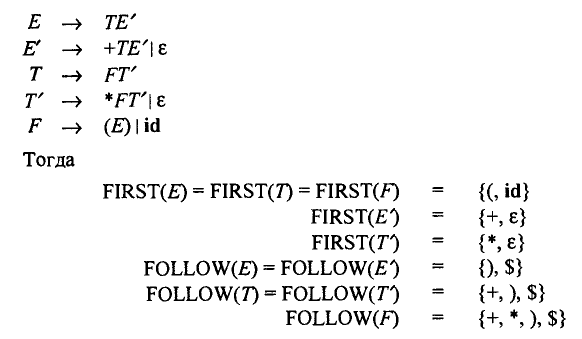 E → TE′
E′ → +TE′| ε
T → FT′
T′ → *FT′| ε
F → (E) | id
Тогда
FIRST(E) = FIRST(T) = FIRST(F) = {(, id}
FIRST(E′) = {+, ε}
FIRST(T′) = {*, ε}
FOLLOW(E) = FOLLOW(E′) = {), $}
FOLLOW(T) = FOLLOW(T′) = {+, ), $}
FOLLOW(F) = {+, *, ), $}